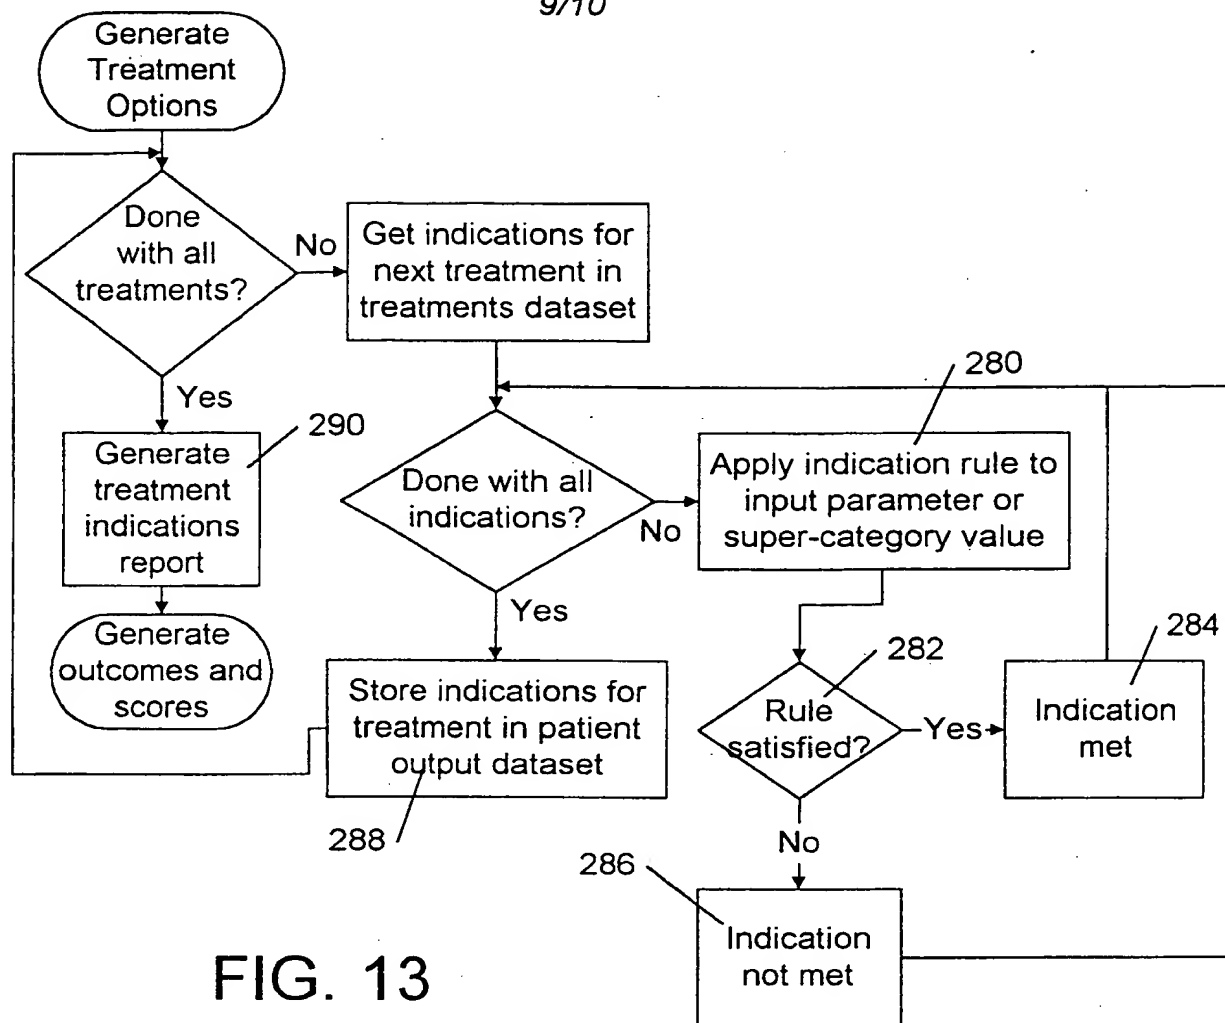 9/10
Generate
Treatment
Options
Done
with all
treatments?
No
Get indications for
next treatment in
treatments dataset
Yes
290
Generate
treatment
indications
report
Generate
outcomes and
scores
280
Done with all
indications?
No
Apply indication rule to
input parameter or
super-category value
Yes
Store indications for
treatment in patient
output dataset
288
282
Rule
satisfied?
Yes
284
Indication
met
No
286
Indication
not met
FIG. 13